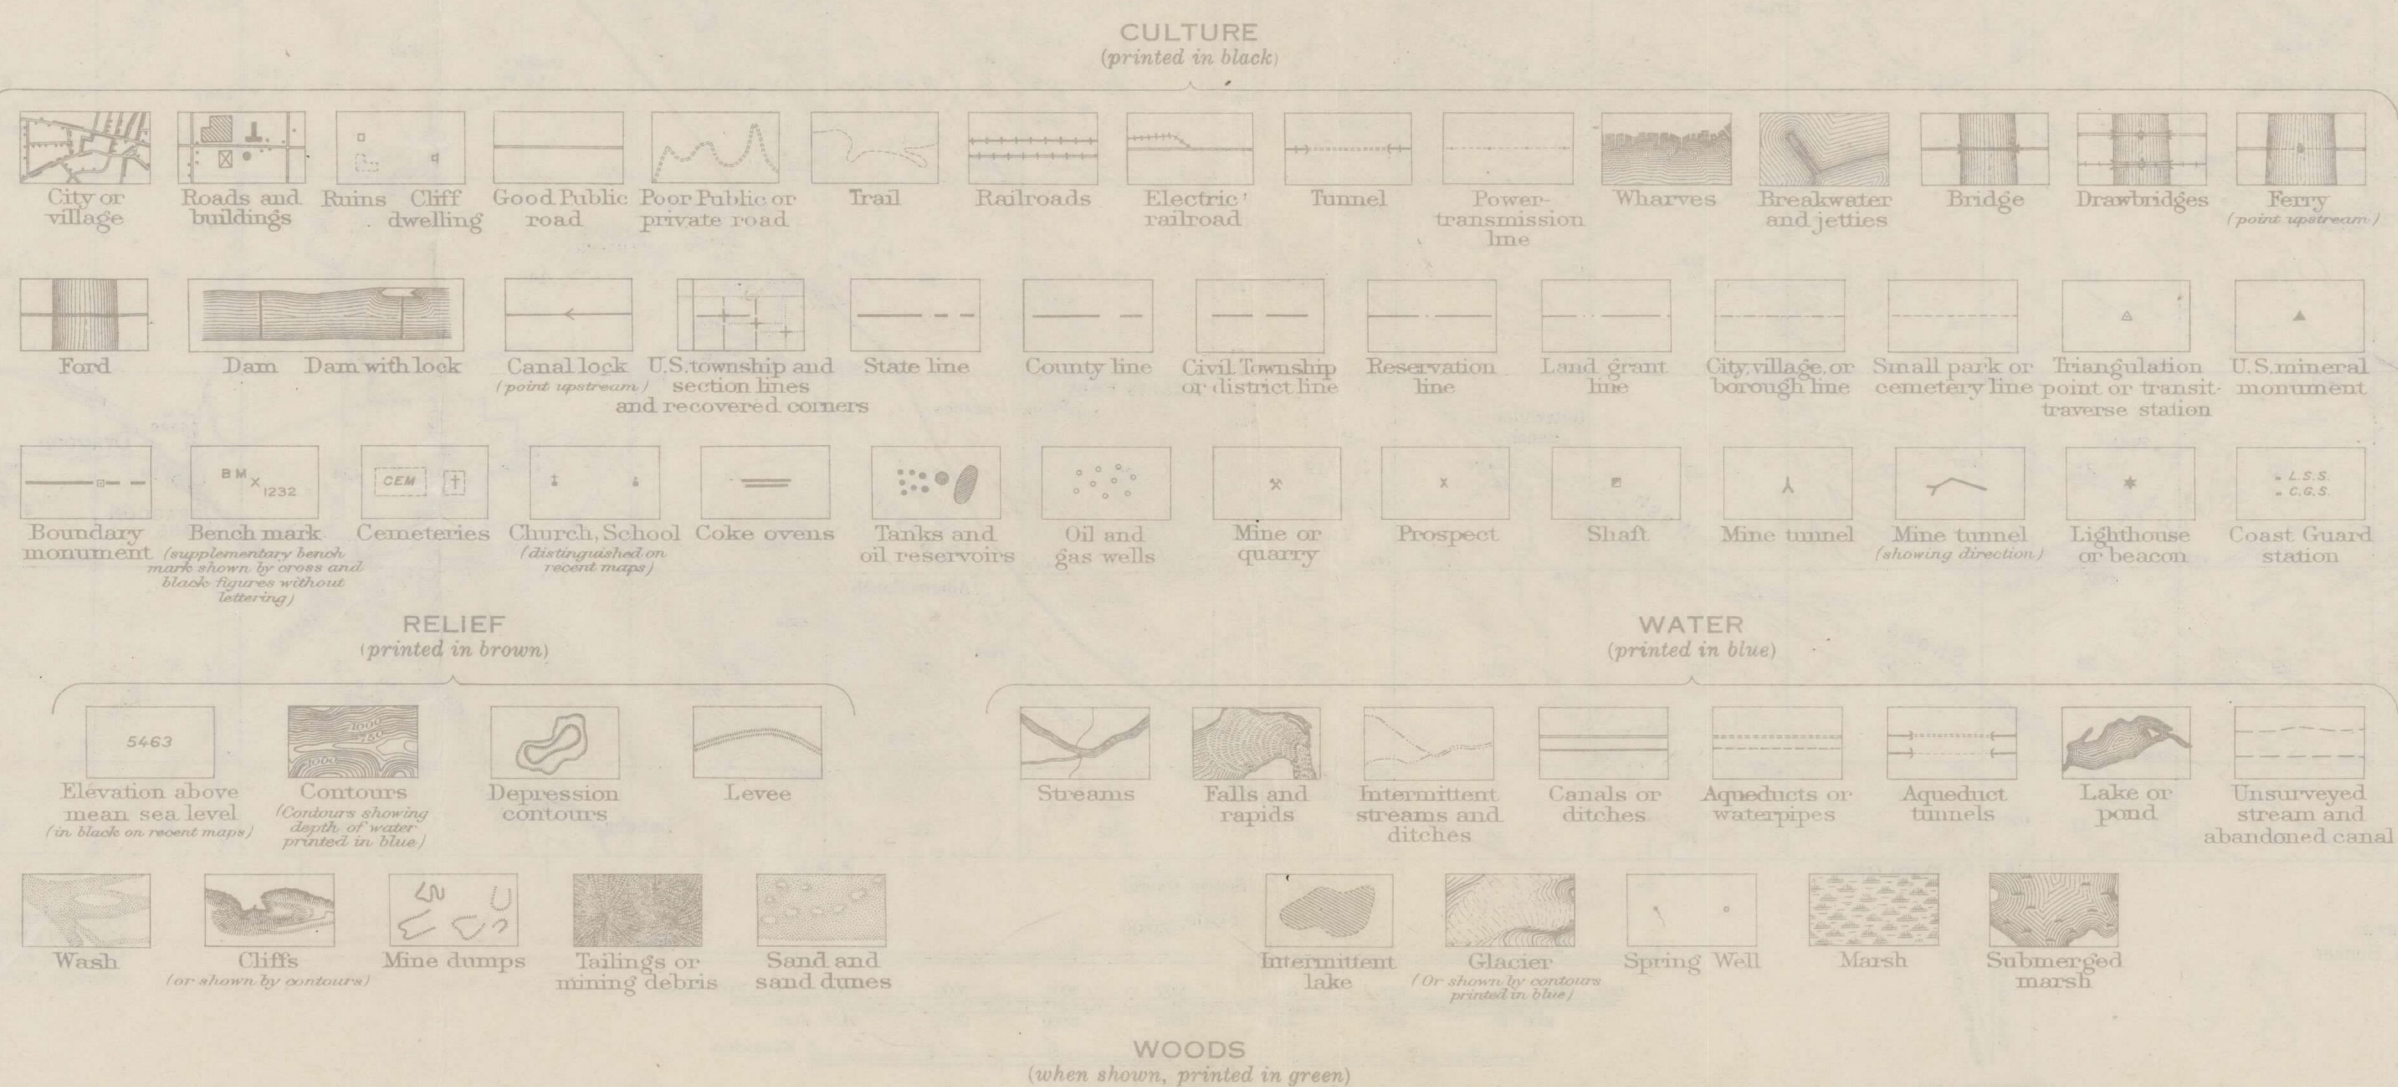 CULTURE
(printed in black)
City or
village
Roads and
buildings
Ruins Cliff
dwelling
Good Public
road
Poor Public or
private road
Trail
Railroads
Electric
railroad
Tunnel
Power-
transmission
line
Wharves
Breakwater
and jetties
Bridge
Drawbridges
Ferry
(point upstream)
Ford
Dam Dam with lock
Canal lock
(point upstream)
U.S. township and
section lines
and recovered corners
State line
County line
Civil Township
or district line
Reservation
line
Land grant
line
City, village, or
borough line
Small park or
cemetery line
Triangulation
point or transit-
traverse station
U.S. mineral
monument
BM
X
1232
CEM
L.S.S.
C.G.S.
Boundary
monument
Bench mark
(supplementary bench
mark shown by cross and
black figures without
lettering)
Cemeteries
Church, School
(distinguished on
recent maps)
Coke ovens
Tanks and
oil reservoirs
Oil and
gas wells
Mine or
quarry
Prospect
Shaft
Mine tunnel
Mine tunnel
(showing direction)
Lighthouse
or beacon
Coast Guard
station
RELIEF
(printed in brown)
5463
1000
750
1000
Elevation above
mean sea level
(in black on recent maps)
Contours
(Contours showing
depth of water
printed in blue)
Depression
contours
Levee
WATER
(printed in blue)
Streams
Falls and
rapids
Intermittent
streams and
ditches
Canals or
ditches
Aqueducts or
waterpipes
Aqueduct
tunnels
Lake or
pond
Unsurveyed
stream and
abandoned canal
Wash
Cliffs
(or shown by contours)
Mine dumps
Tailings or
mining debris
Sand and
sand dunes
Intermittent
lake
Glacier
(Or shown by contours
printed in blue)
Spring Well
Marsh
Submerged
marsh
WOODS
(when shown, printed in green)